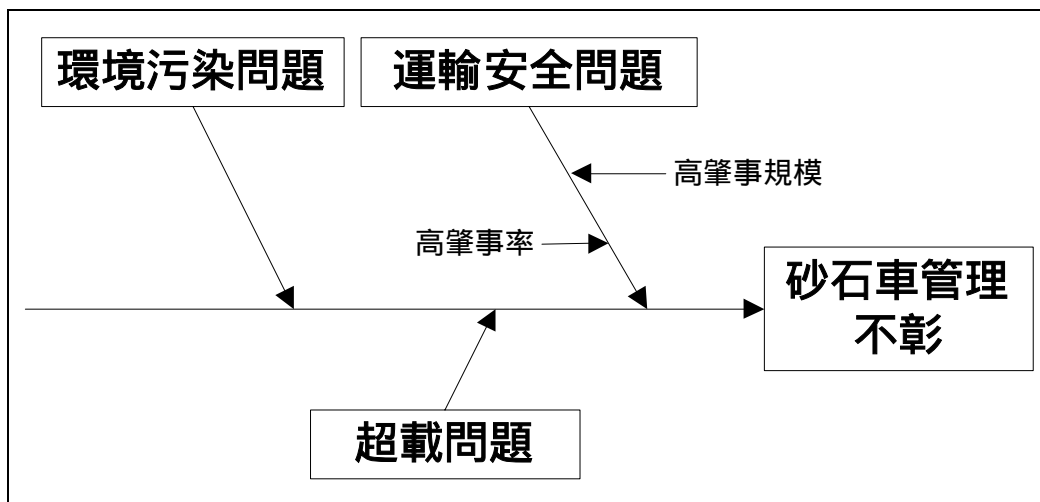 環境污染問題
運輸安全問題
高肇事規模
高肇事率
砂石車管理
不彰
超載問題